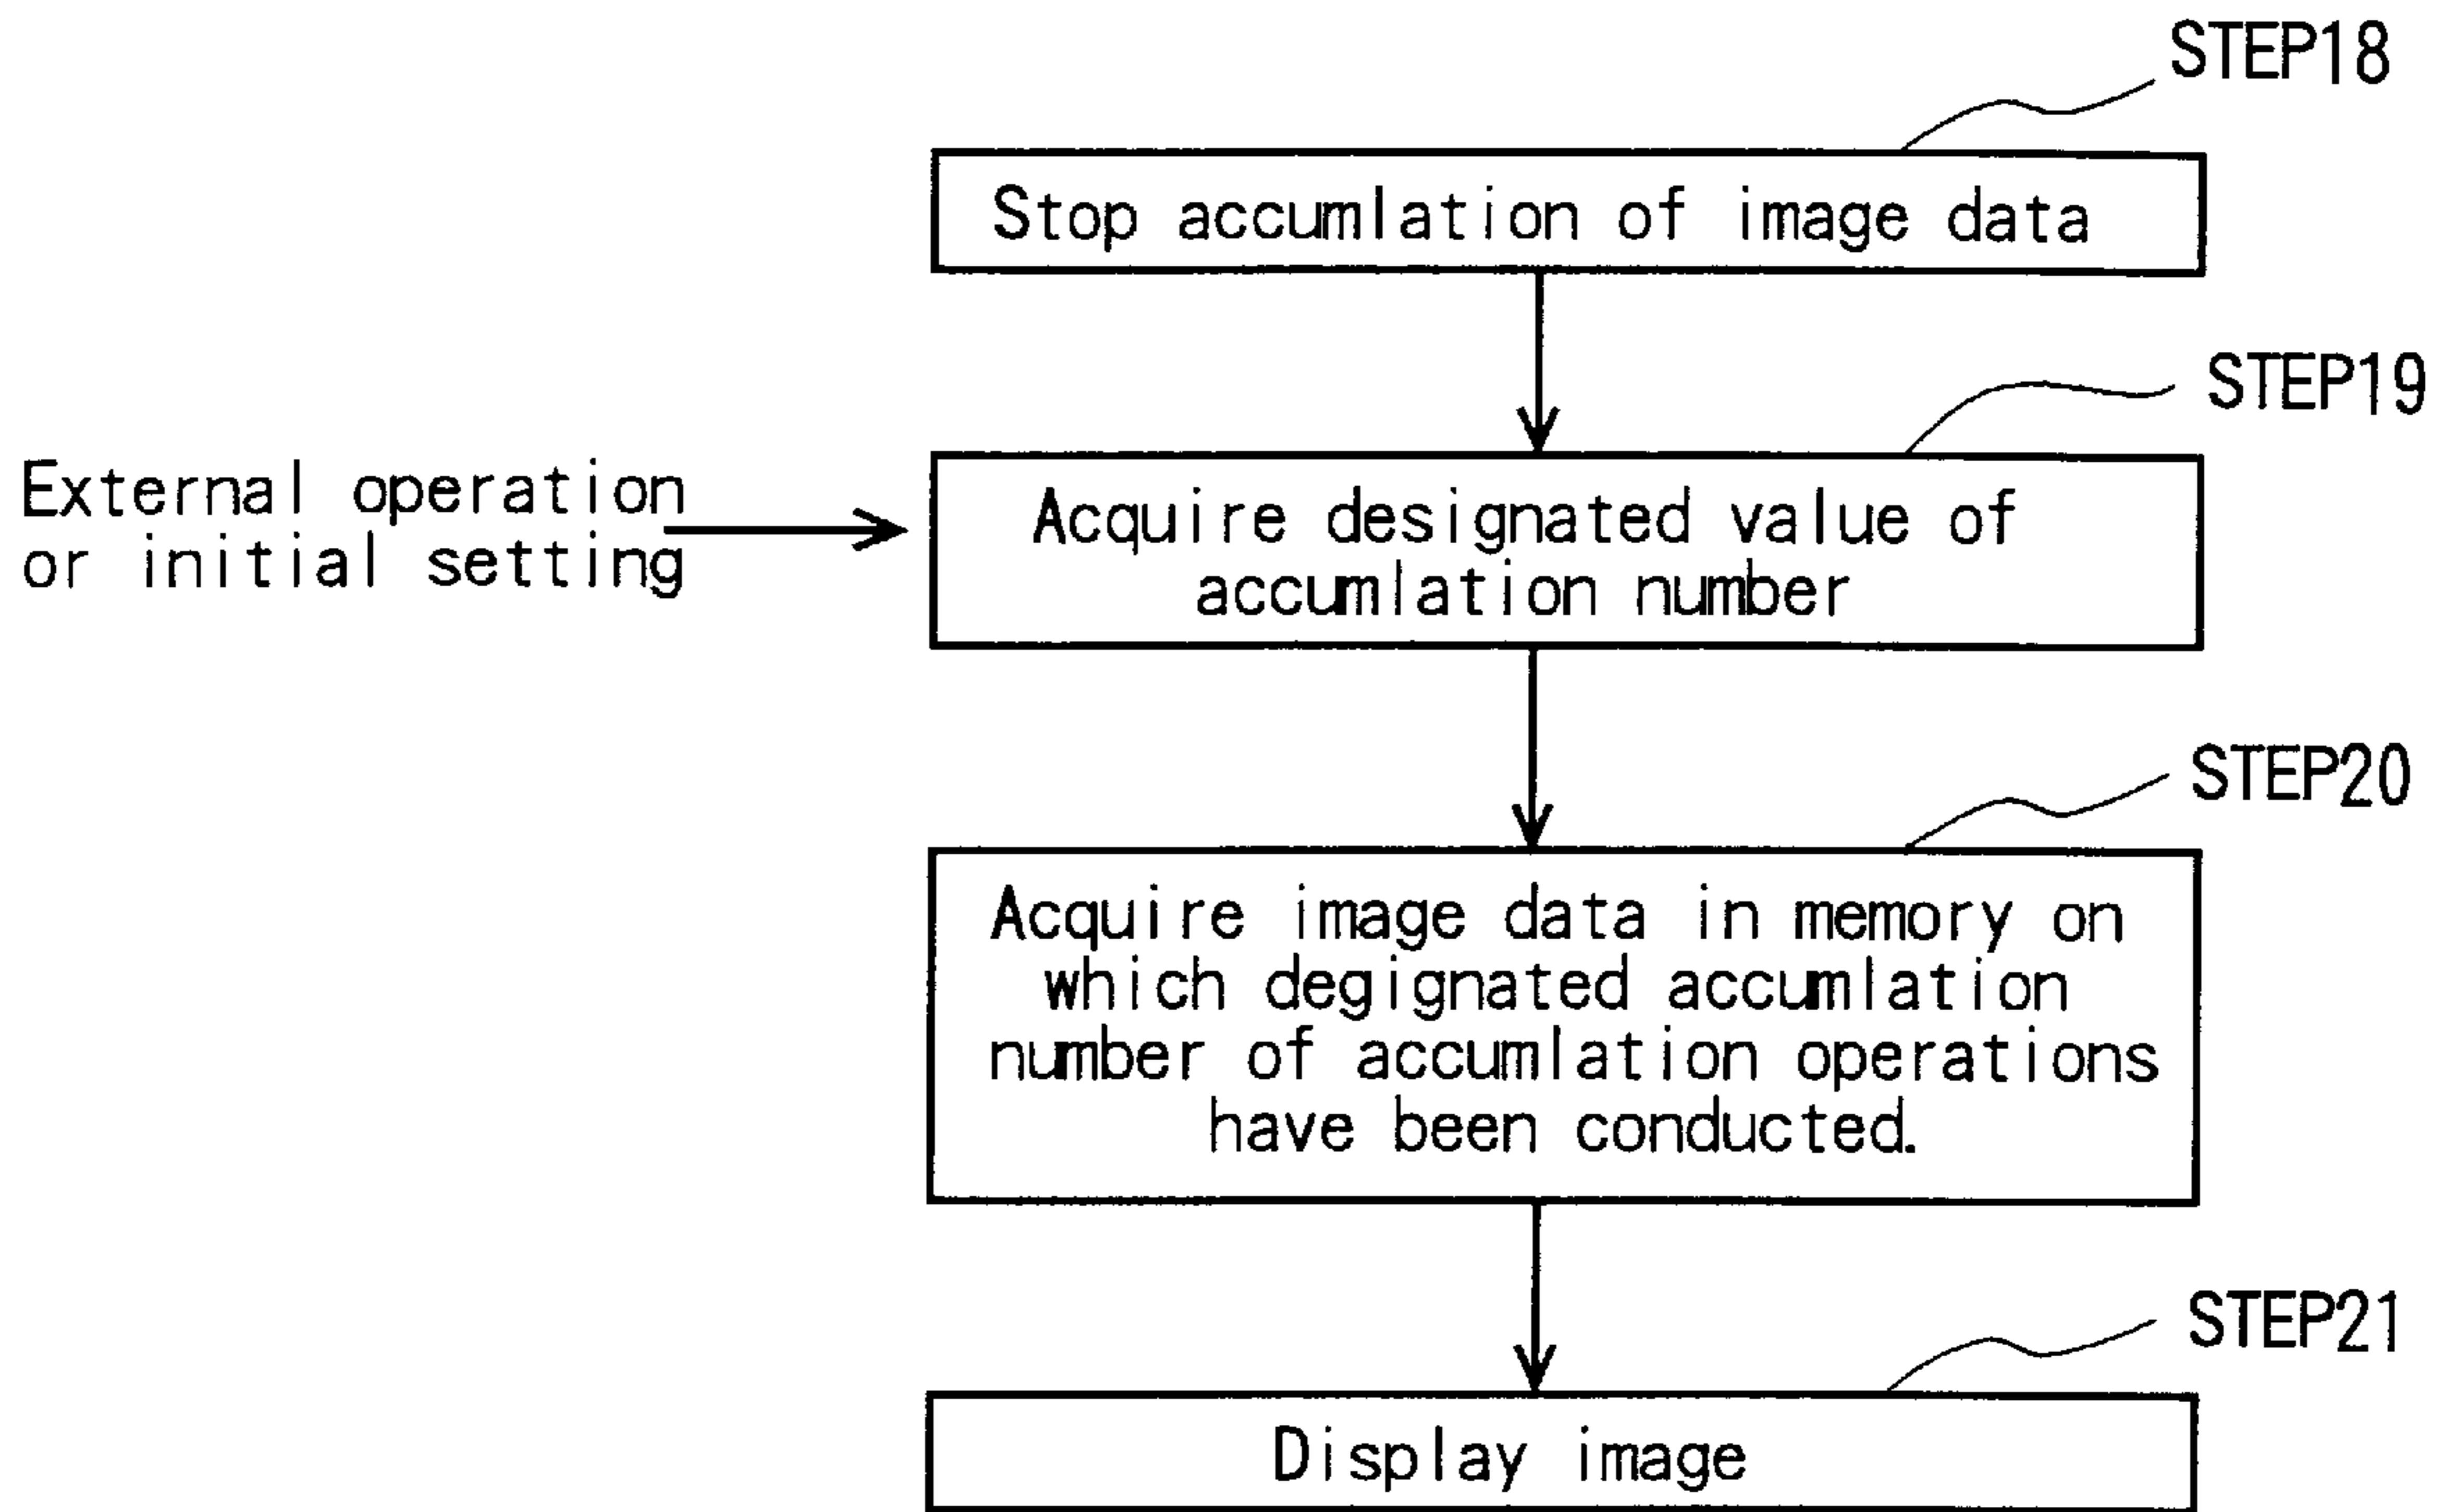 STEP18
Stop accumlation of image data
STEP19
External operation
or initial setting
Acquire designated value of
accumlation number
STEP20
Acquire image data in memory on
which degignated accumlation
number of accumlation operations
have been conducted.
STEP21
Display image